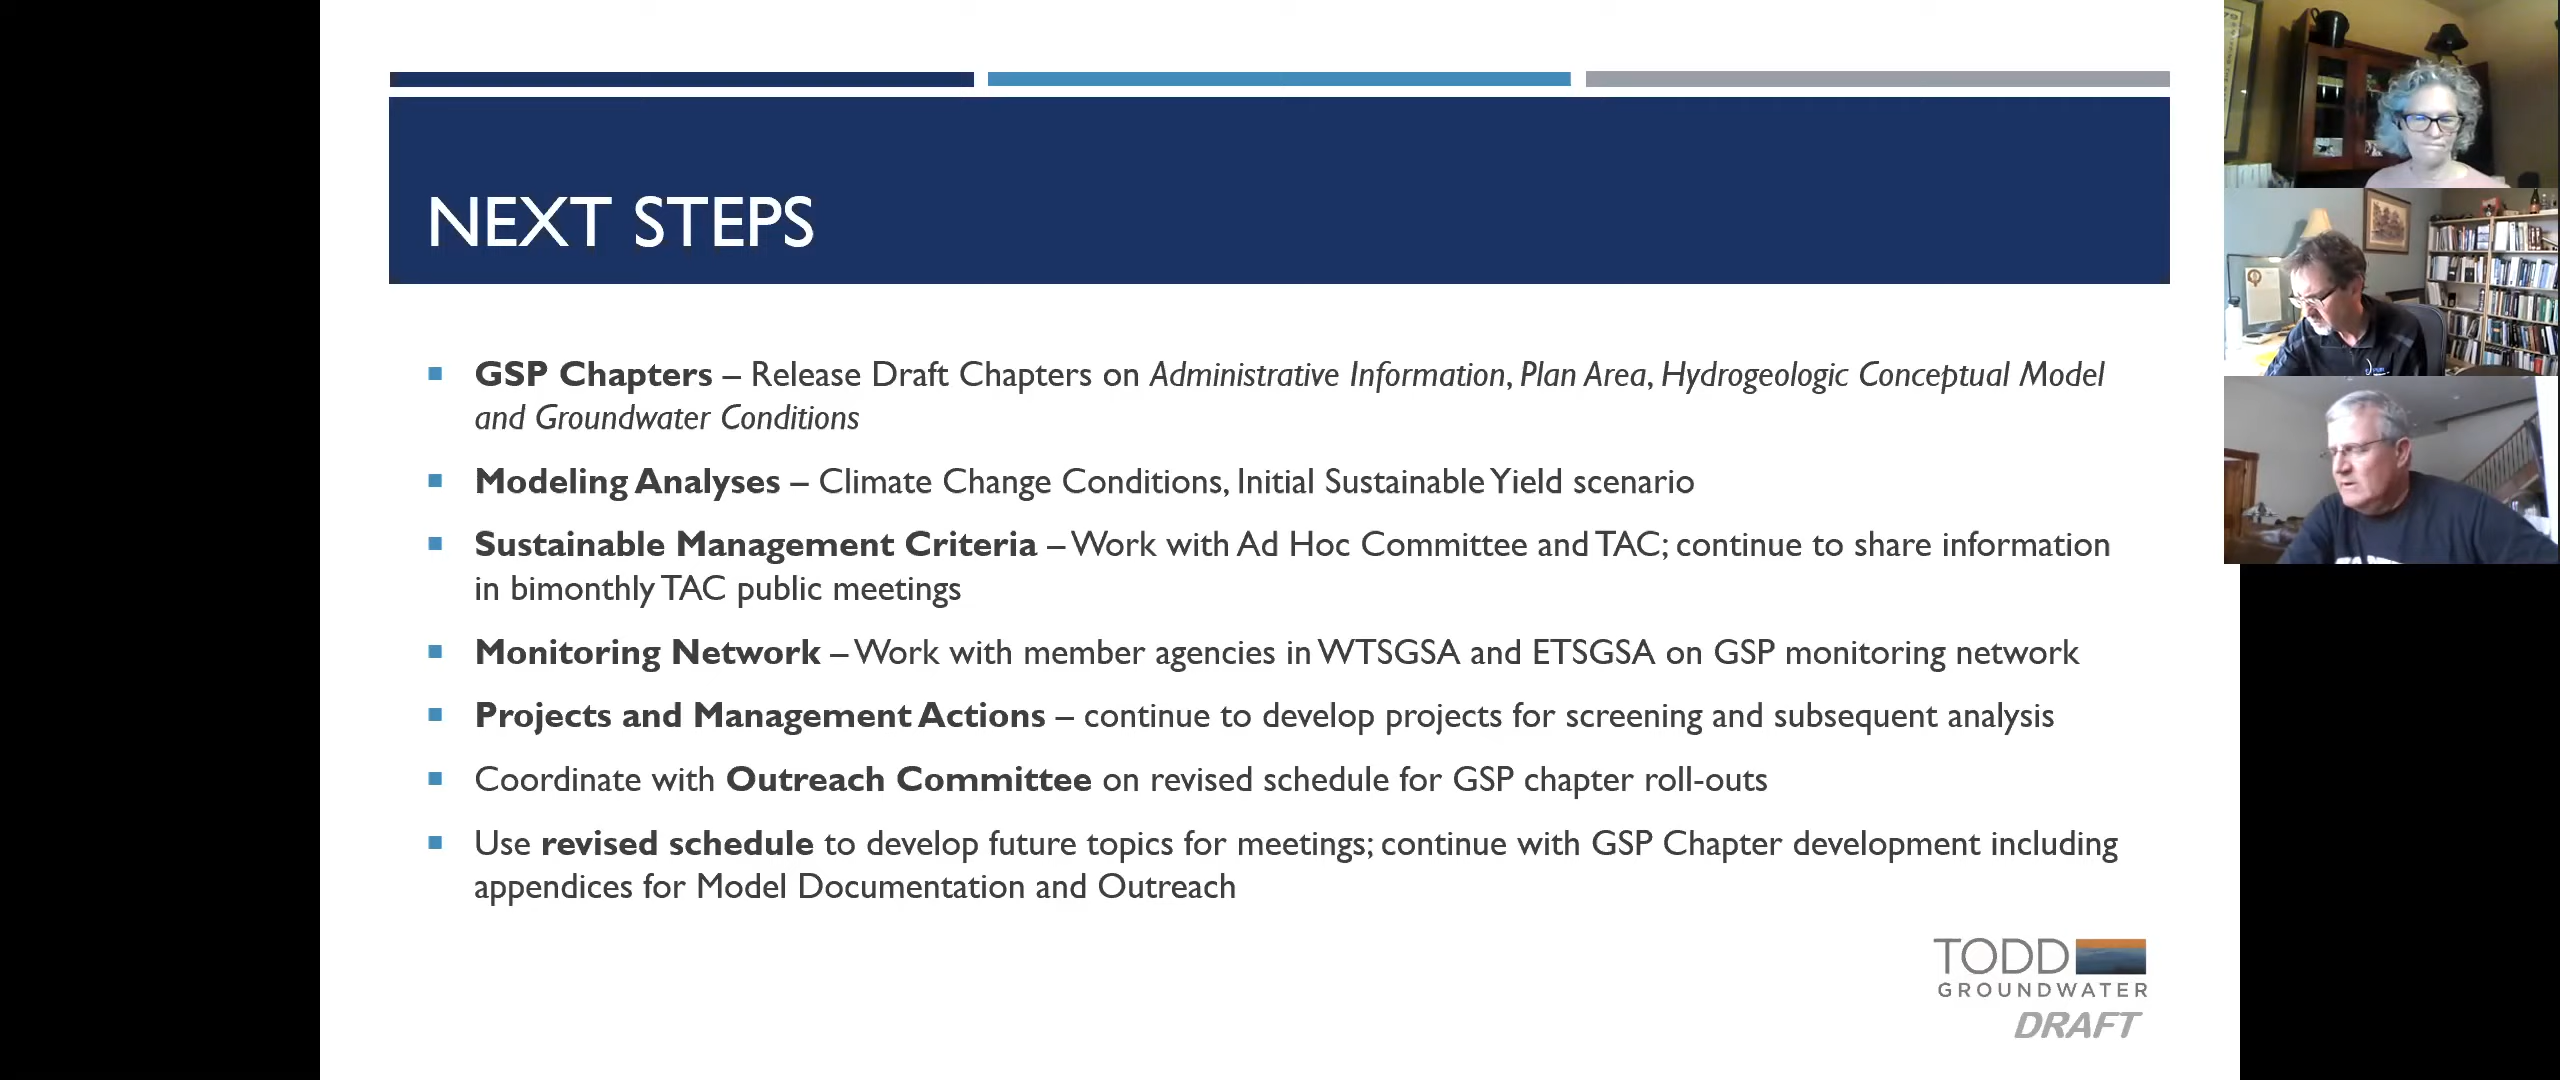 NEXT STEPS
GSP Chapters – Release Draft Chapters on Administrative Information, Plan Area, Hydrogeologic Conceptual Model
and Groundwater Conditions
Modeling Analyses – Climate Change Conditions, Initial Sustainable Yield scenario
Sustainable Management Criteria – Work with Ad Hoc Committee and TAC; continue to share information
in bimonthly TAC public meetings
Monitoring Network – Work with member agencies in WTSGSA and ETSGSA on GSP monitoring network
Projects and Management Actions – continue to develop projects for screening and subsequent analysis
Coordinate with Outreach Committee on revised schedule for GSP chapter roll-outs
Use revised schedule to develop future topics for meetings; continue with GSP Chapter development including
appendices for Model Documentation and Outreach
TODD
GROUNDWATER
DRAFT